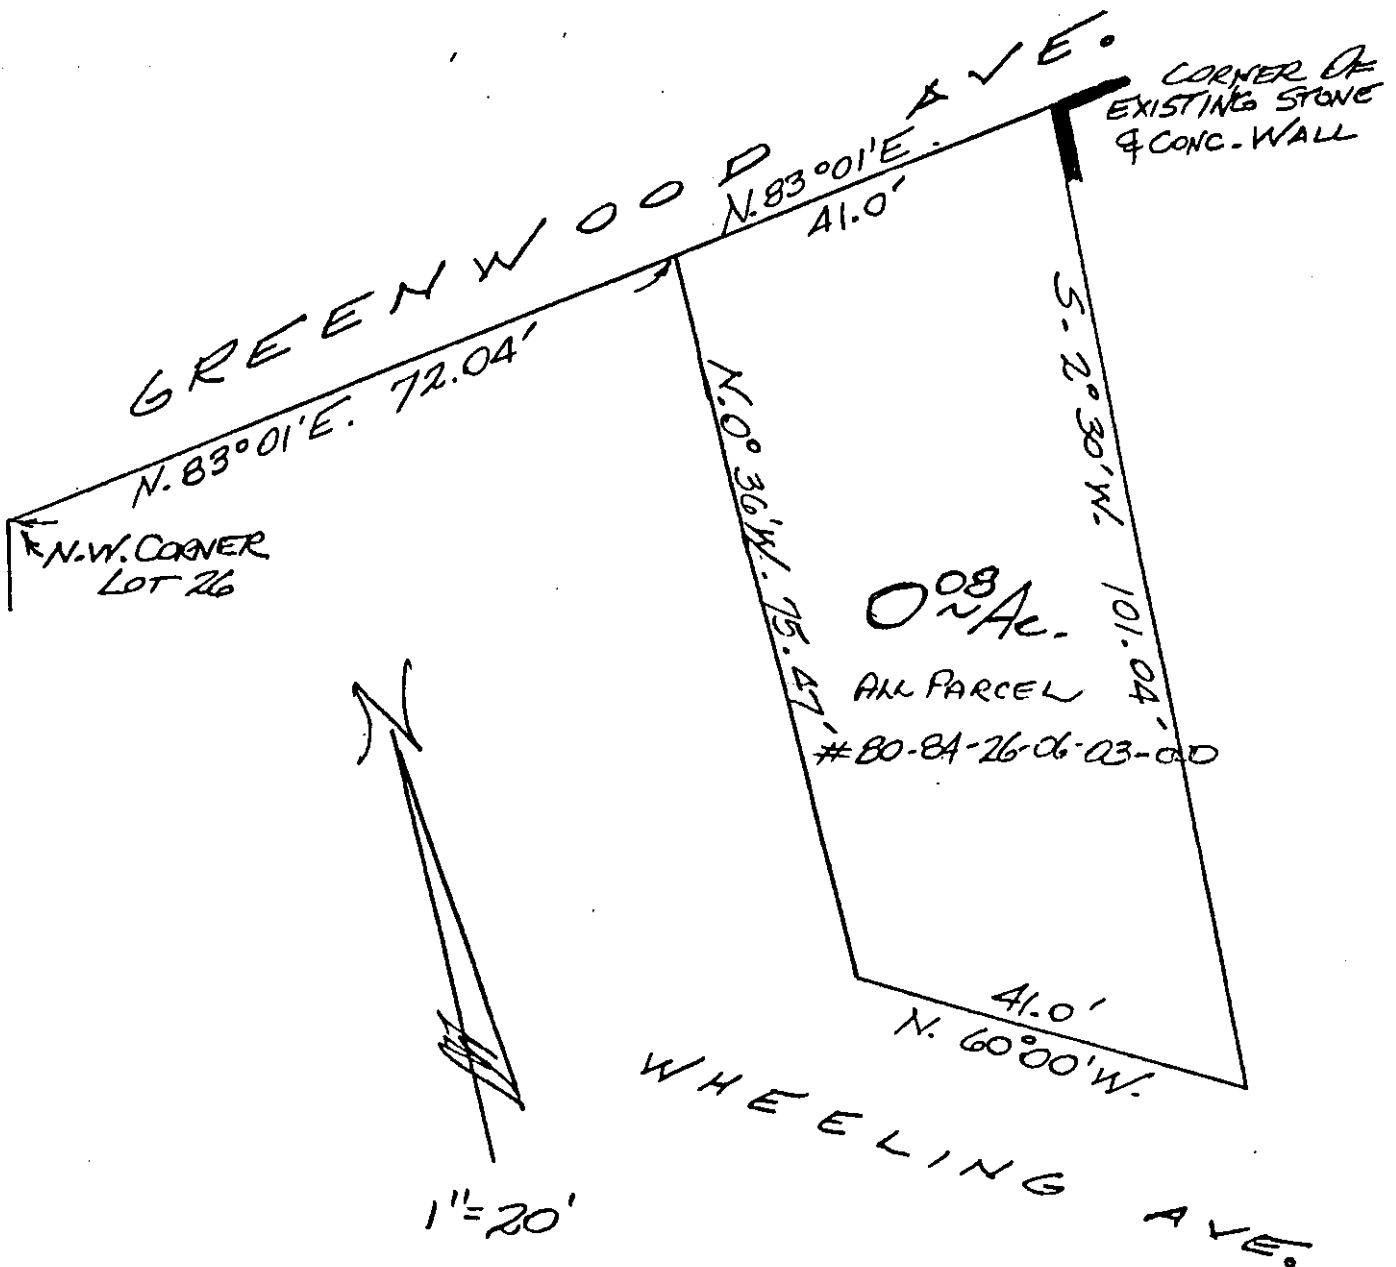 GREENWOOD AVE.
CORNER OF
EXISTING STONE
& CONC. WALL
N. 83°01'E.
41.0'
N. 83°01'E. 72.04'
N.W. CORNER
LOT 26
N. 0° 36'W. 75.47'
S. 2° 30'W. 101.04'
0.08 Ac.
ALL PARCEL
#80-84-26-06-03-000
N
41.0'
N. 60°00'W.
WHEELING AVE.
1"=20'